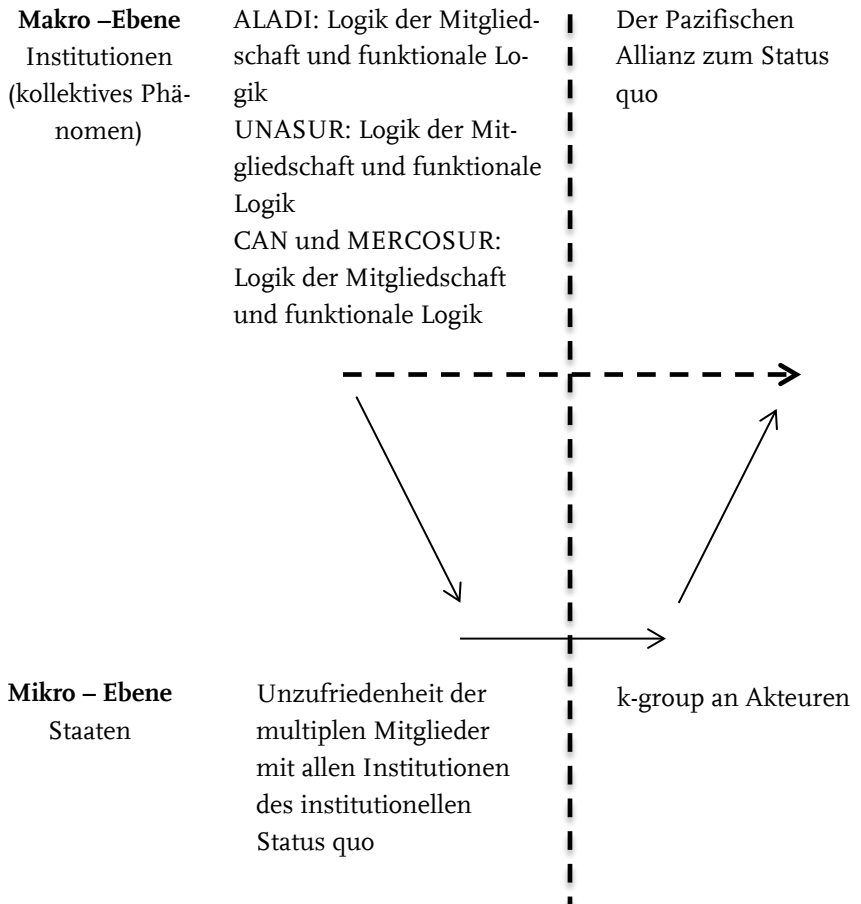 Makro –Ebene
Institutionen
(kollektives Phä-
nomen)
ALADI: Logik der Mitglied-
schaft und funktionale Lo-
gik
UNASUR: Logik der Mit-
gliedschaft und funktionale
Logik
CAN und MERCOSUR:
Logik der Mitgliedschaft
und funktionale Logik
Der Pazifischen
Allianz zum Status
quo
Mikro – Ebene
Staaten
Unzufriedenheit der
multiplen Mitglieder
mit allen Institutionen
des institutionellen
Status quo
k-group an Akteuren